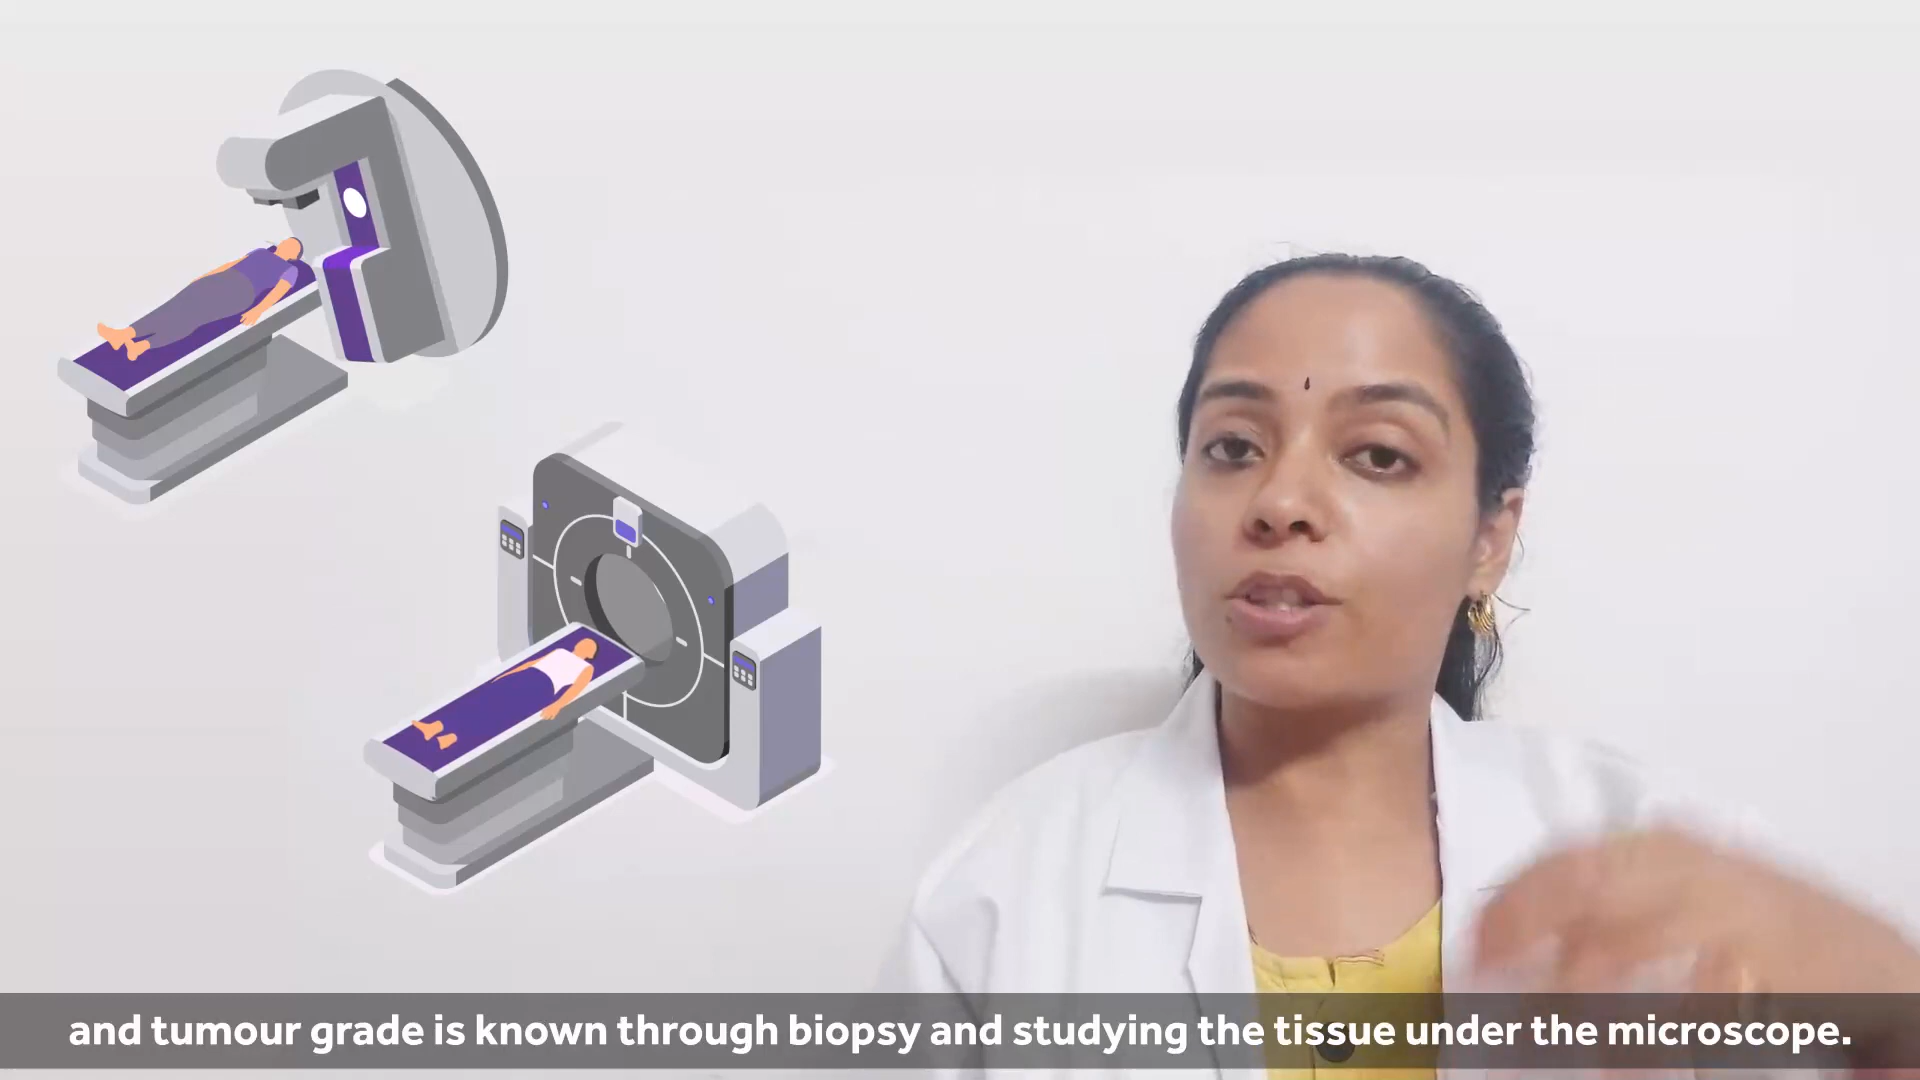 and tumour grade is known through biopsy and studying the tissue under the microscope.